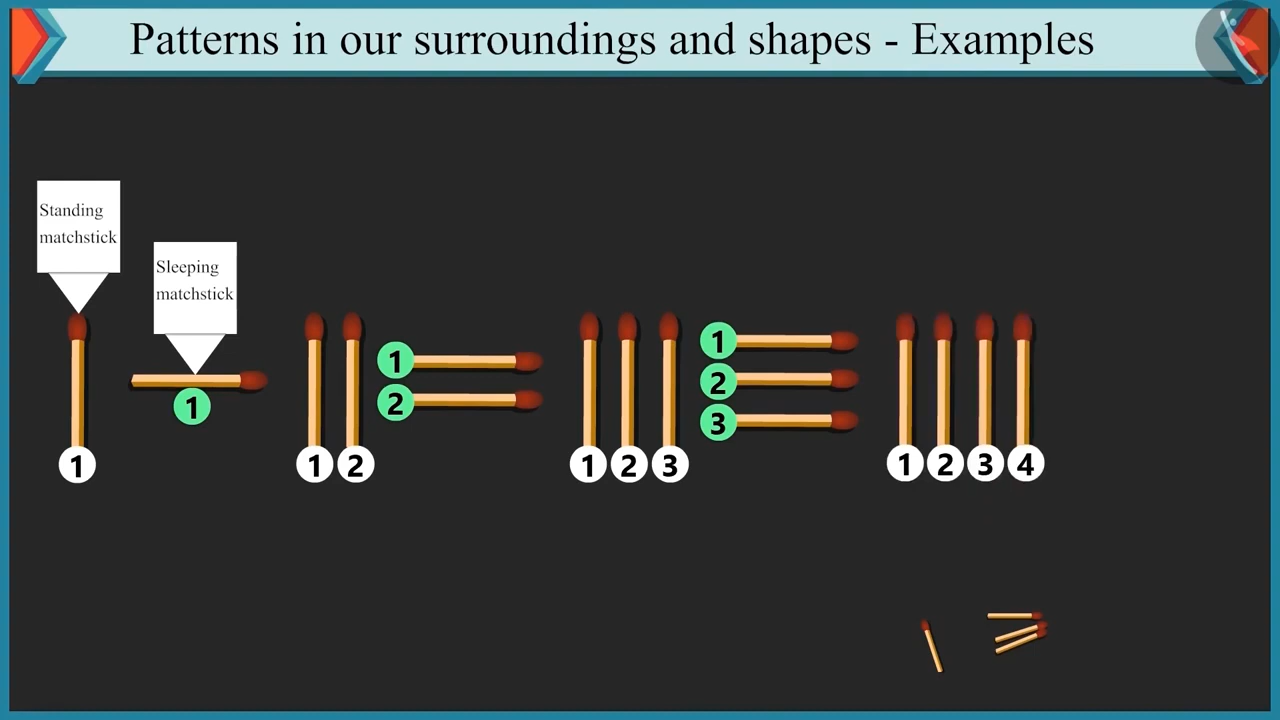 Patterns in our surroundings and shapes - Examples
Standing
matchstick
Sleeping
matchstick
1
1
1 2
1
2
1 2 3
1
2
3
1 2 3 4